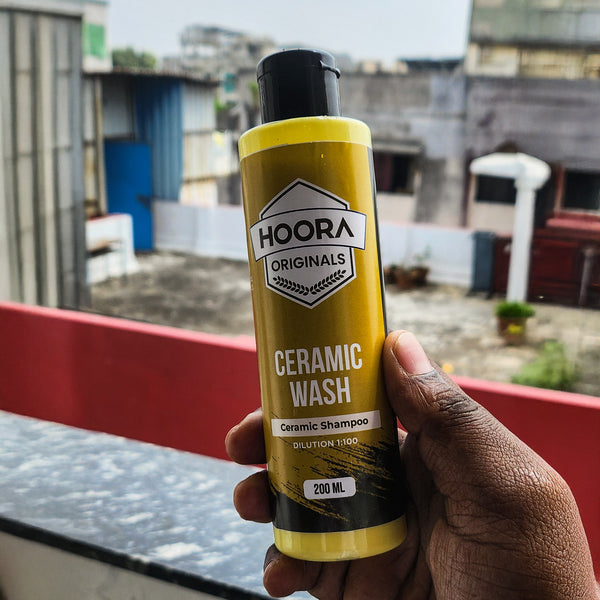 HOORA
ORIGINALS
CERAMIC
WASH
Ceramic Shampoo
DILUTION 1:100
200 ML